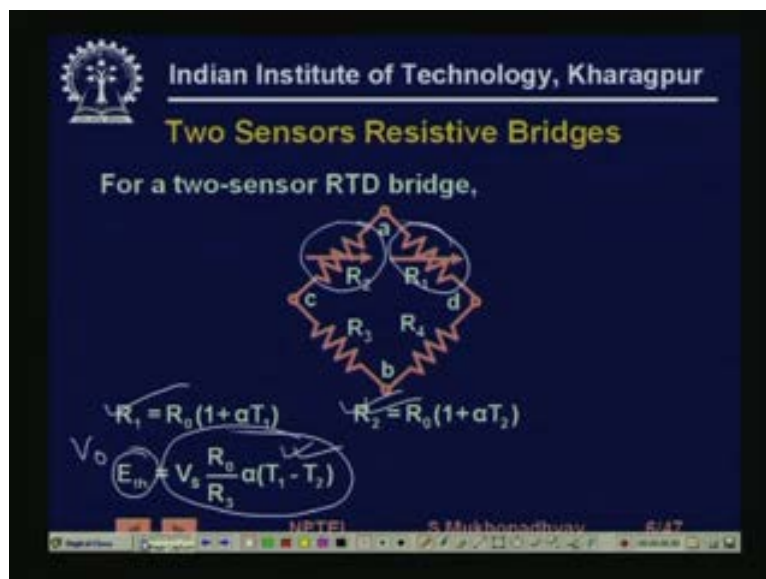 Indian Institute of Technology, Kharagpur
Two Sensors Resistive Bridges
For a two-sensor RTD bridge,
a
R₂ R₁
c d
R₃ R₄
b
R₁ = R₀(1+αT₁) R₂ = R₀(1+αT₂)
V₀ Eₜₕ = Vₛ R₀/R₃ α(T₁ - T₂)
NPTEL S.Mukhopadhyay 6/47